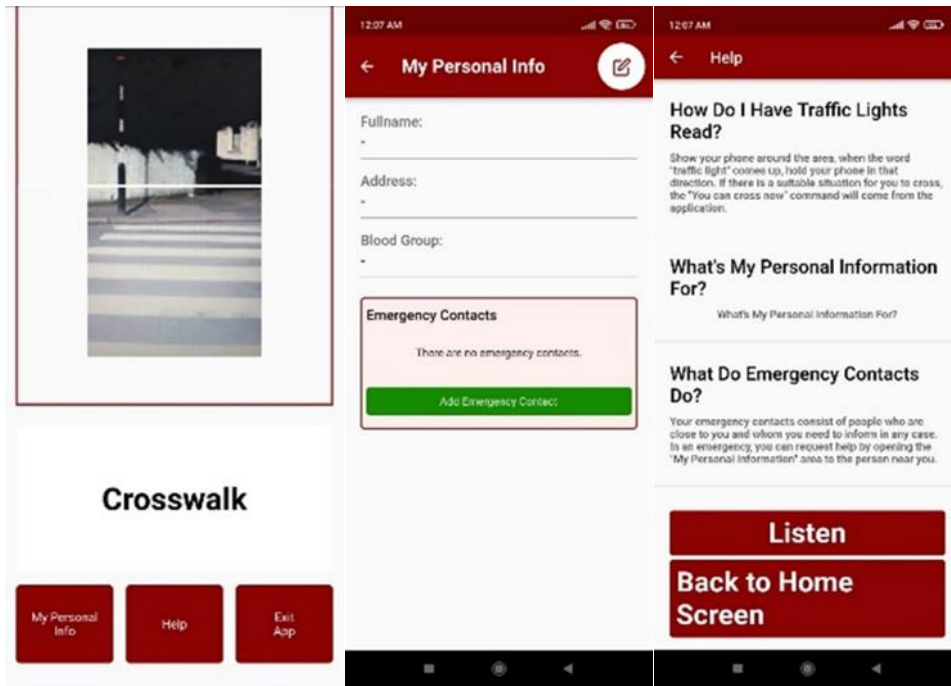 Crosswalk
My Personal
Info
Help
Exit
App
12:07 AM
My Personal Info
Fullname:
-
Address:
-
Blood Group:
-
Emergency Contacts
There are no emergency contacts.
Add Emergency Contact
12:07 AM
Help
How Do I Have Traffic Lights
Read?
Show your phone around the area, when the word
"traffic light" comes up, hold your phone in that
direction. If there is a suitable situation for you to cross,
the "You can cross now" command will come from the
application.
What's My Personal Information
For?
What's My Personal Information For?
What Do Emergency Contacts
Do?
Your emergency contacts consist of people who are
close to you and whom you need to inform in any case.
In an emergency, you can request help by opening the
"My Personal Information" area to the person near you.
Listen
Back to Home
Screen